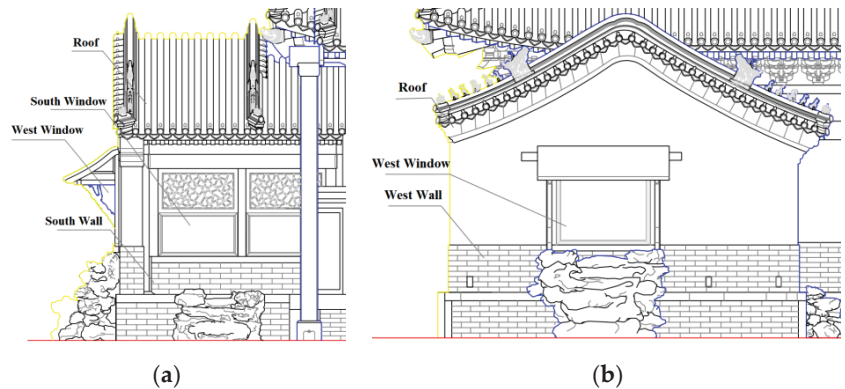 Roof
South Window
West Window
South Wall
(a)
Roof
West Window
West Wall
(b)